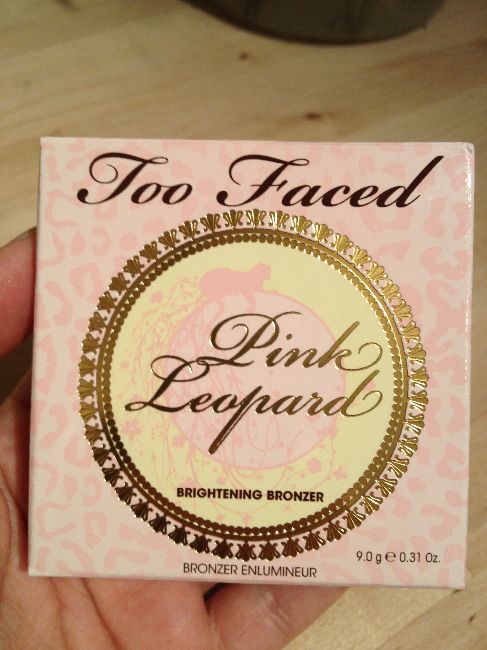 Too Faced
Pink
Leopard
BRIGHTENING BRONZER
9.0 g ℮ 0.31 Oz.
BRONZER ENLUMINEUR